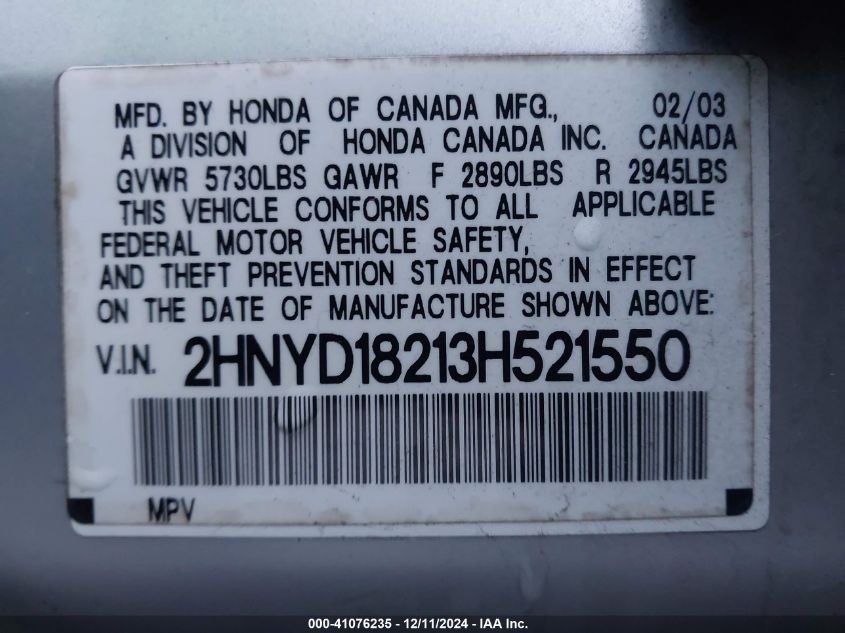 MFD. BY HONDA OF CANADA MFG., 02/03
A DIVISION OF HONDA CANADA INC. CANADA
GVWR 5730LBS GAWR F 2890LBS R 2945LBS
THIS VEHICLE CONFORMS TO ALL APPLICABLE
FEDERAL MOTOR VEHICLE SAFETY,
AND THEFT PREVENTION STANDARDS IN EFFECT
ON THE DATE OF MANUFACTURE SHOWN ABOVE:
V.I.N. 2HNYD18213H521550
MPV
000-41076235 - 12/11/2024 - IAA Inc.